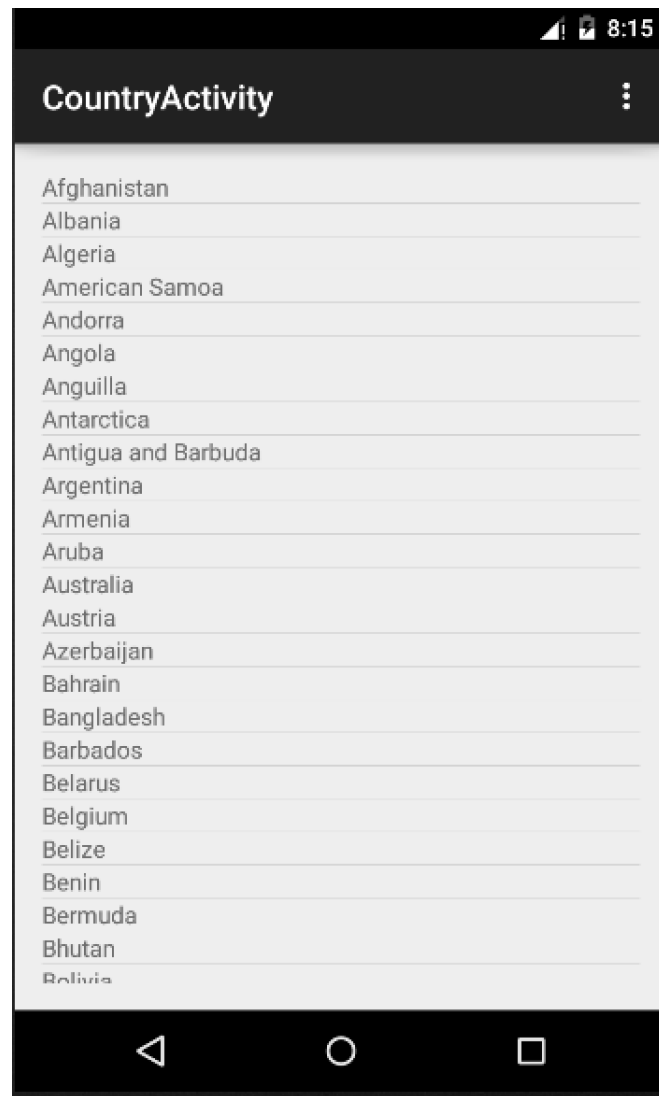 8:15
CountryActivity
Afghanistan
Albania
Algeria
American Samoa
Andorra
Angola
Anguilla
Antarctica
Antigua and Barbuda
Argentina
Armenia
Aruba
Australia
Austria
Azerbaijan
Bahrain
Bangladesh
Barbados
Belarus
Belgium
Belize
Benin
Bermuda
Bhutan
Bolivia